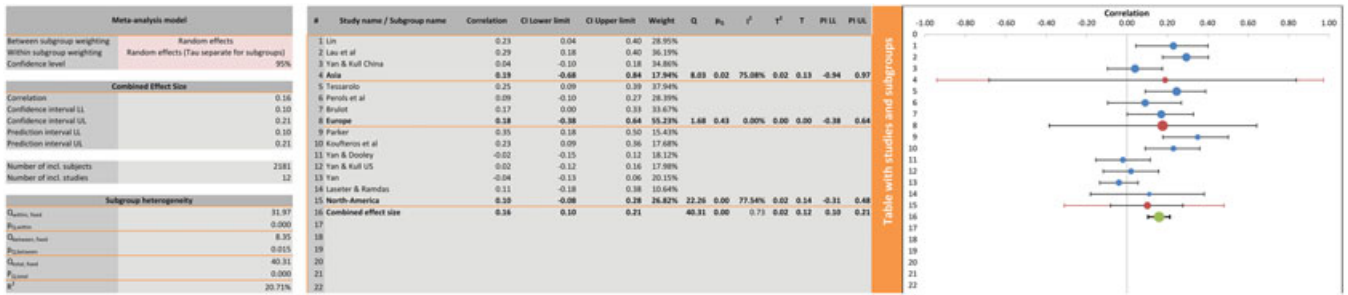 Meta-analysis model
Between subgroup weighting Random effects
Within subgroup weighting Random effects (Tau separate for subgroups)
Confidence level 95%
Combined Effect Size
Correlation 0.16
Confidence interval LL 0.10
Confidence interval UL 0.21
Prediction interval LL 0.10
Prediction interval UL 0.21
Number of incl. subjects 2181
Number of incl. studies 12
Subgroup heterogeneity
Qwithin, fixed 31.97
pQ,within 0.000
Qbetween, fixed 8.35
pQ,between 0.015
Qtotal, fixed 40.31
PQ,total 0.000
R² 20.71%
# Study name / Subgroup name Correlation CI Lower limit CI Upper limit Weight Q pQ I² T² T PI LL PI UL
1 Lin 0.23 0.04 0.40 28.95%
2 Lau et al 0.29 0.18 0.40 36.19%
3 Yan & Kull China 0.04 -0.10 0.18 34.86%
4 Asia 0.19 -0.68 0.84 17.94% 8.03 0.02 75.08% 0.02 0.13 -0.94 0.97
5 Tessarolo 0.25 0.09 0.39 37.94%
6 Perols et al 0.09 -0.10 0.27 28.39%
7 Brulot 0.17 0.00 0.33 33.67%
8 Europe 0.18 -0.38 0.64 55.23% 1.68 0.43 0.00% 0.00 0.00 -0.38 0.64
9 Parker 0.35 0.18 0.50 15.43%
10 Koufteros et al 0.23 0.09 0.36 17.68%
11 Yan & Dooley -0.02 -0.15 0.12 18.12%
12 Yan & Kull US 0.02 -0.12 0.16 17.98%
13 Yan -0.04 -0.13 0.06 20.15%
14 Laseter & Ramdas 0.11 -0.18 0.38 10.64%
15 North-America 0.10 -0.08 0.28 26.82% 22.26 0.00 77.54% 0.02 0.14 -0.31 0.48
16 Combined effect size 0.16 0.10 0.21 40.31 0.00 0.73 0.02 0.12 0.10 0.21
17
18
19
20
21
22
Table with studies and subgroups
Correlation
-1.00 -0.80 -0.60 -0.40 -0.20 0.00 0.20 0.40 0.60 0.80 1.00
0
1
2
3
4
5
6
7
8
9
10
11
12
13
14
15
16
17
18
19
20
21
22